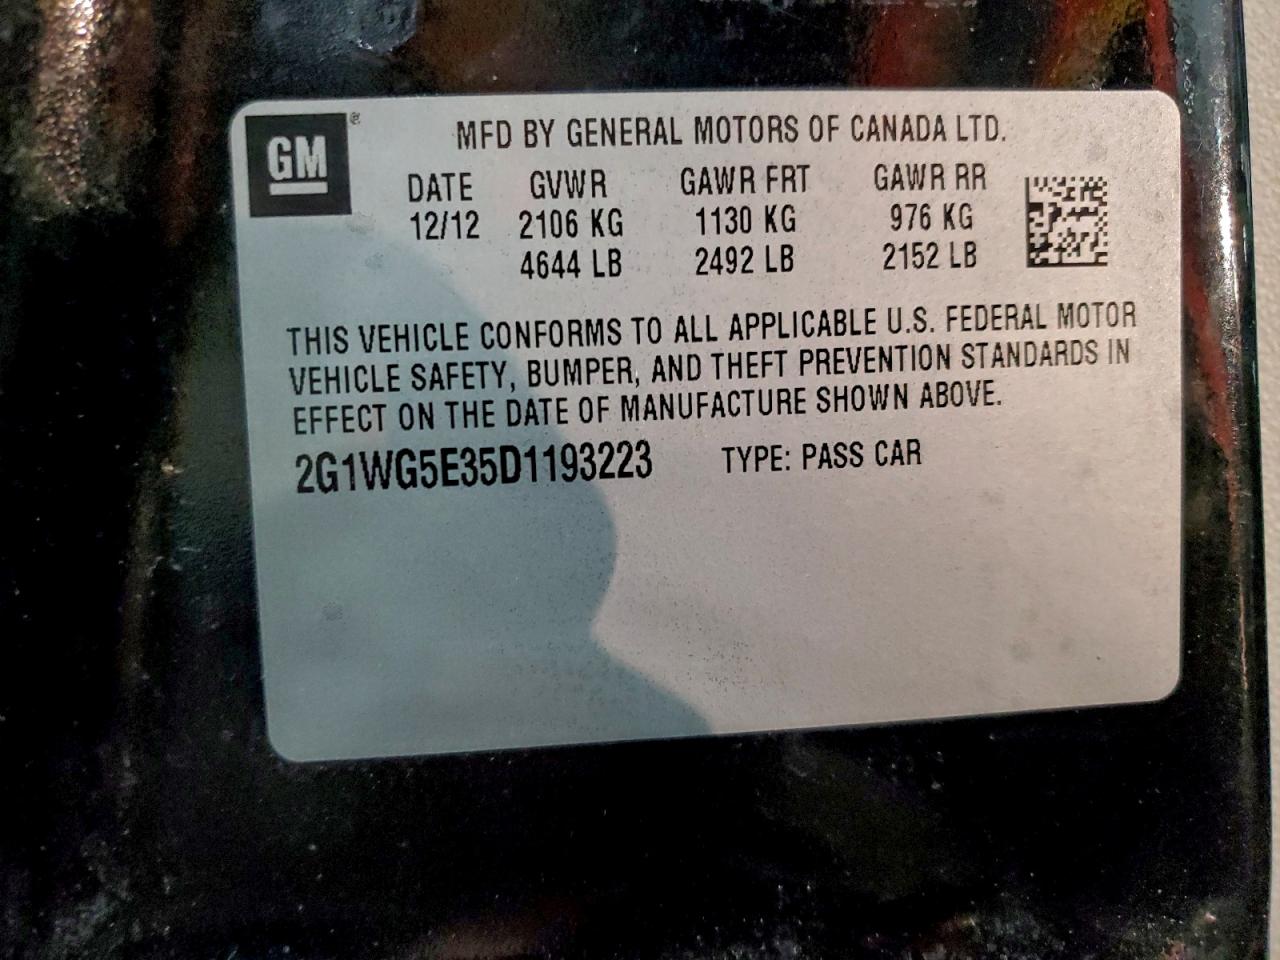 GM ®
MFD BY GENERAL MOTORS OF CANADA LTD.
DATE GVWR GAWR FRT GAWR RR
12/12 2106 KG 1130 KG 976 KG
4644 LB 2492 LB 2152 LB
THIS VEHICLE CONFORMS TO ALL APPLICABLE U.S. FEDERAL MOTOR
VEHICLE SAFETY, BUMPER, AND THEFT PREVENTION STANDARDS IN
EFFECT ON THE DATE OF MANUFACTURE SHOWN ABOVE.
2G1WG5E35D1193223 TYPE: PASS CAR